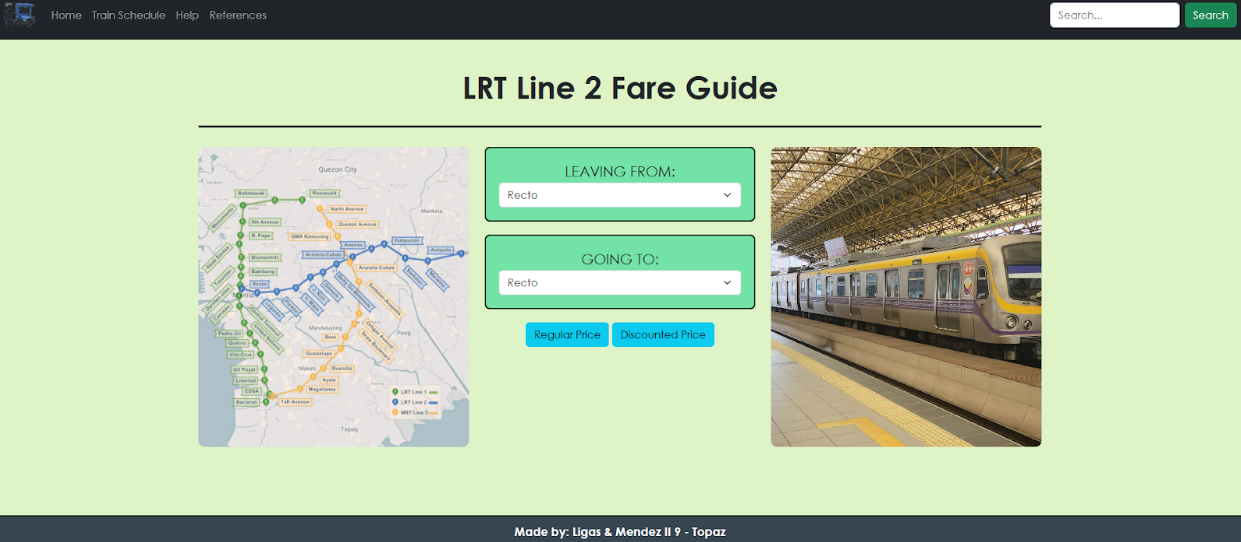 Home Train Schedule Help References Search... Search
LRT Line 2 Fare Guide
LEAVING FROM:
Recto
GOING TO:
Recto
Regular Price Discounted Price
Quezon City
Balintawak
Roosevelt
North Avenue
Quezon Avenue
GMA Kamuning
Marikina
5th Avenue
R. Papa
Blumentritt
Bambang
Recto
Araneta-Cubao
Araneta-Cubao
Katipunan
Antipolo
Manila
Mandaluyong
Pasig
Pedro Gil
Quirino
Vito Cruz
Gil Puyat
Libertad
EDSA
Baclaran
Boni
Guadalupe
Buendia
Makati
Ayala
Magallanes
Taft Avenue
Taguig
LRT Line 1
LRT Line 2
MRT Line 3
Made by: Ligas & Mendez II 9 - Topaz